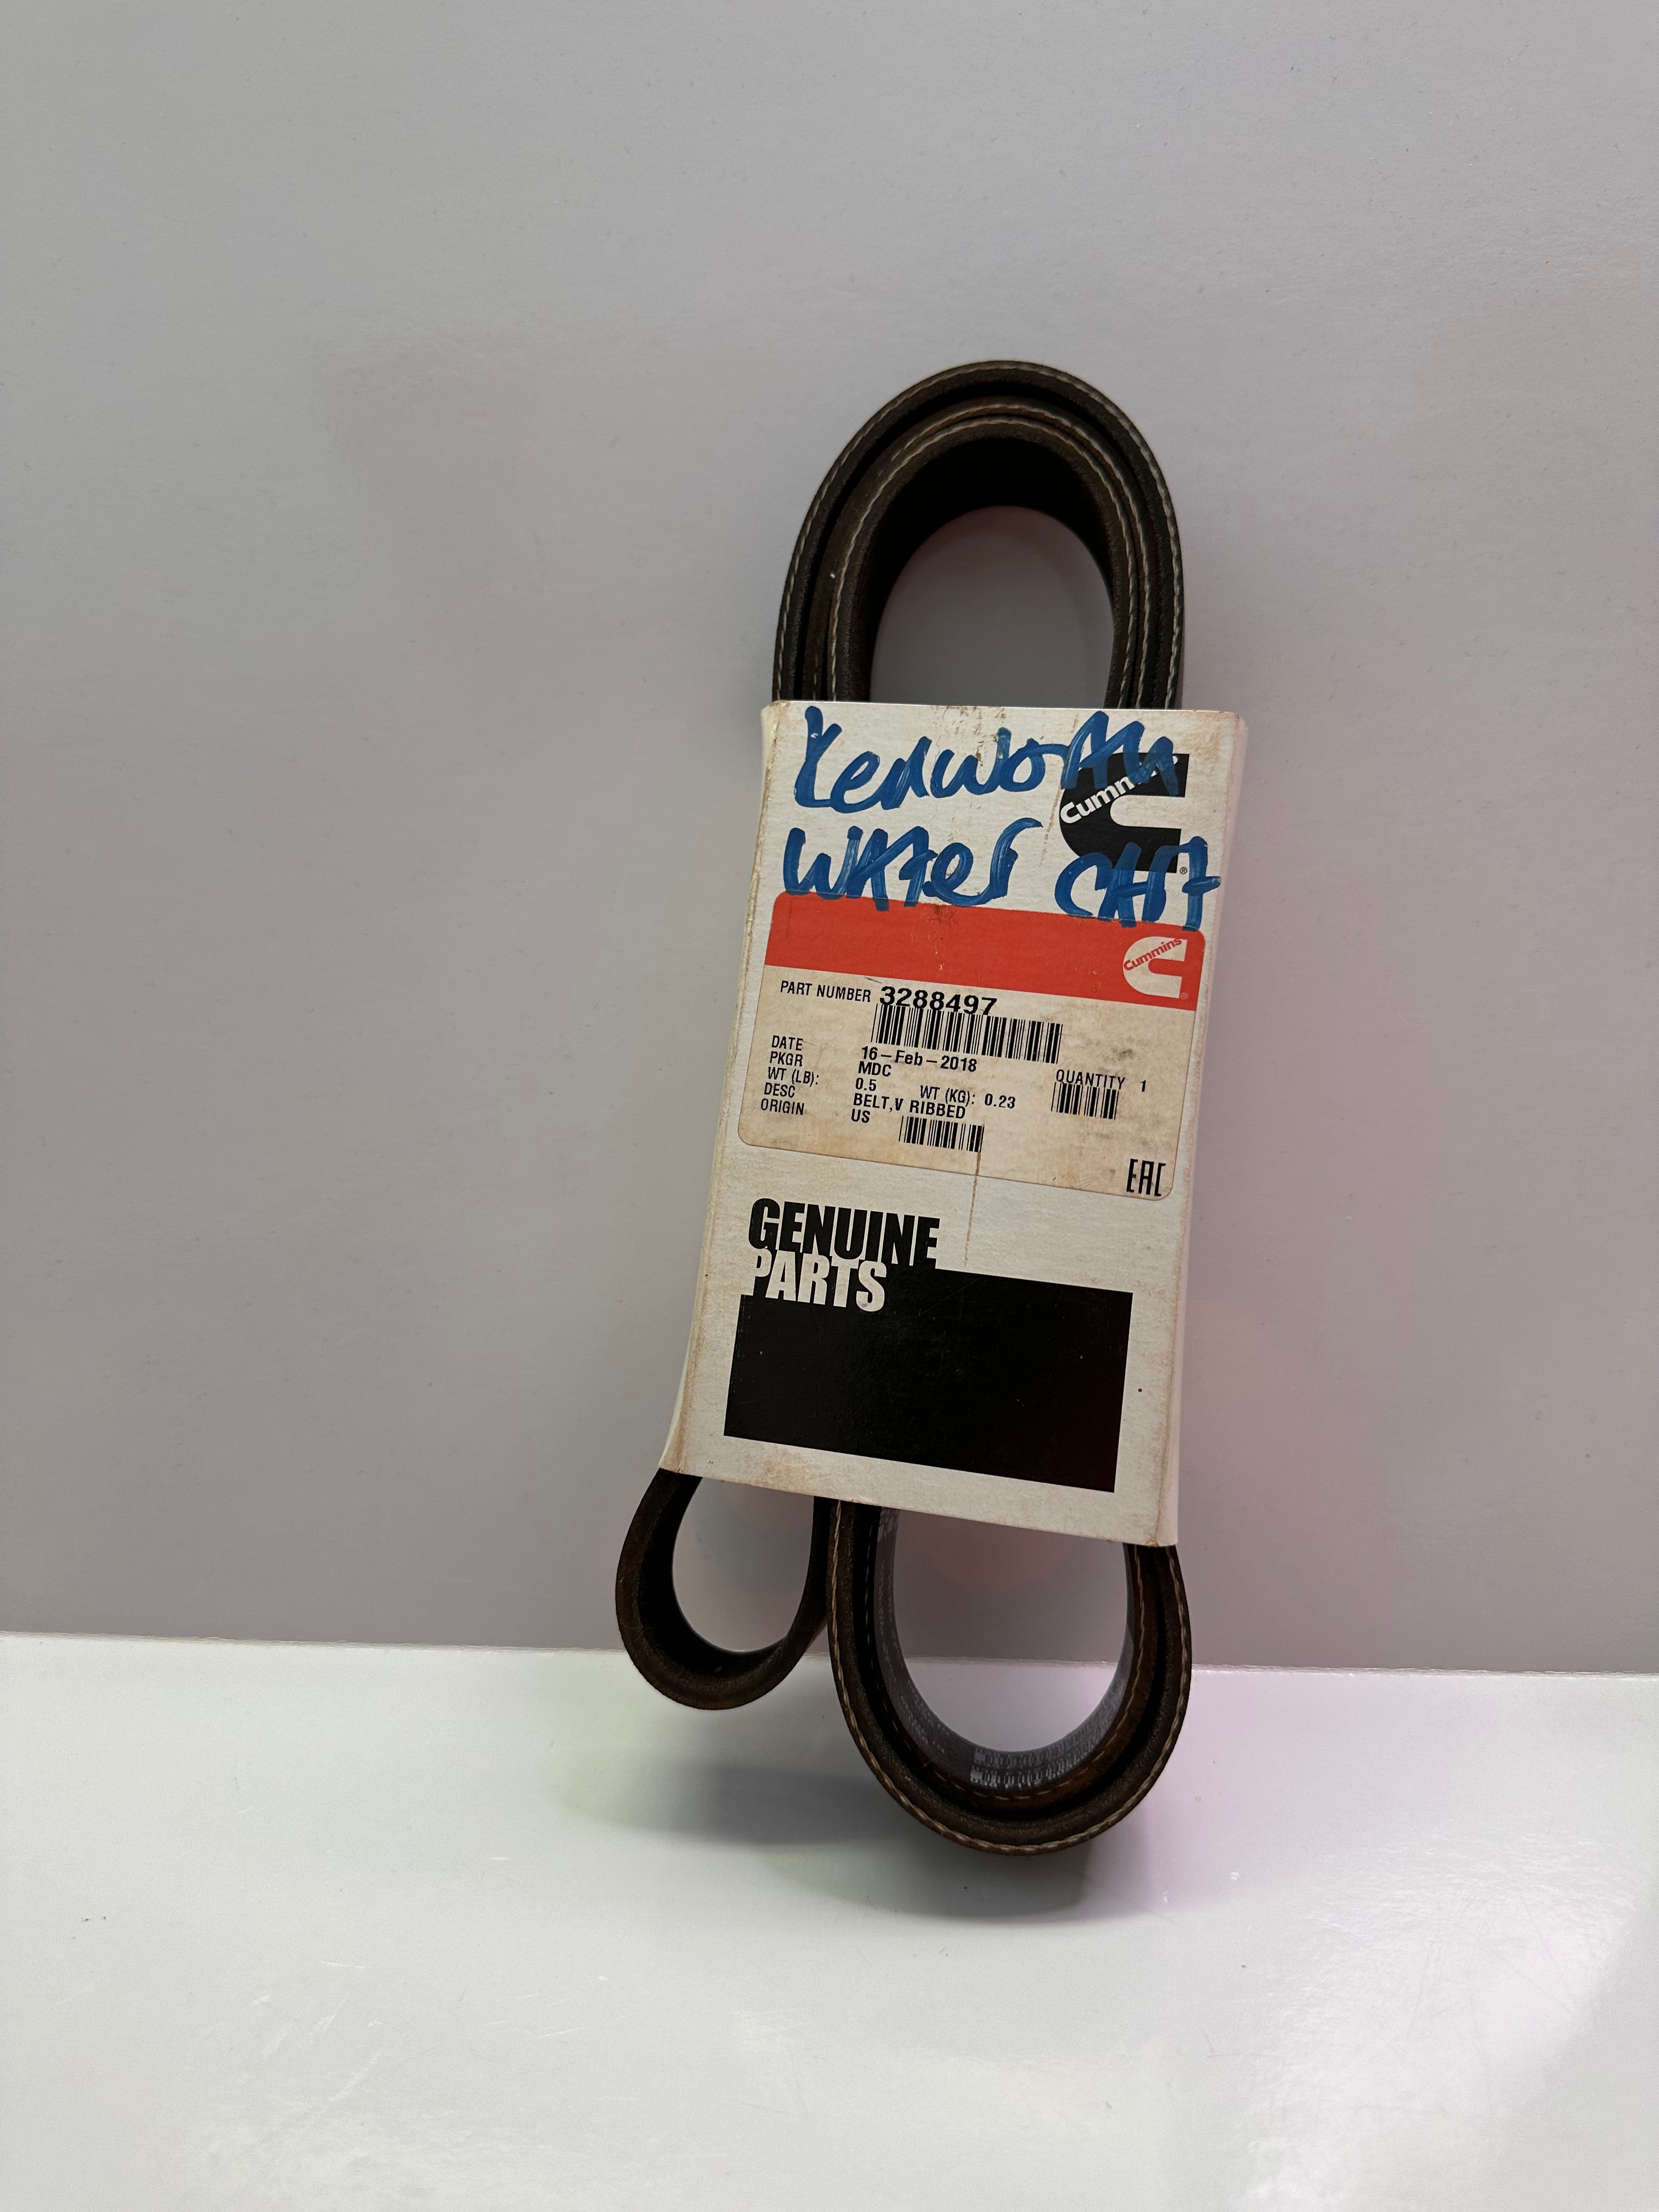 Kenworth
Cummins
Water CArt
Cummins
PART NUMBER 3288497
DATE 16-Feb-2018
PKGR MDC
QUANTITY 1
WT (LB): 0.5 WT (KG): 0.23
DESC BELT,V RIBBED
ORIGIN US
EAC
GENUINE
PARTS